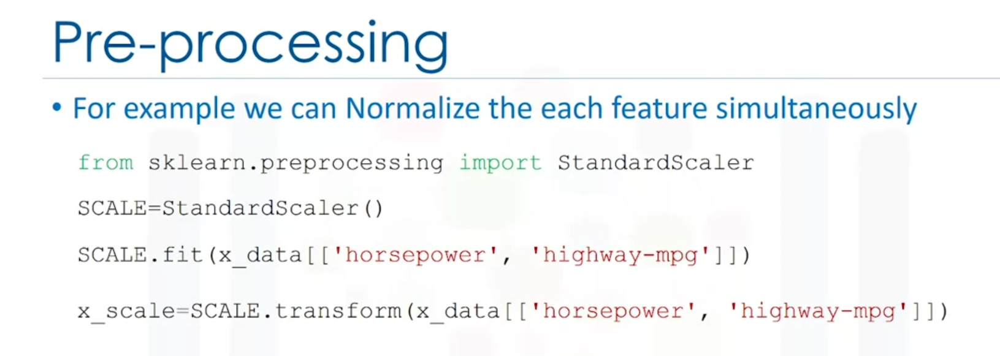 Pre-processing
• For example we can Normalize the each feature simultaneously
from sklearn.preprocessing import StandardScaler
SCALE=StandardScaler()
SCALE.fit(x_data[['horsepower', 'highway-mpg']])
x_scale=SCALE.transform(x_data[['horsepower', 'highway-mpg']])